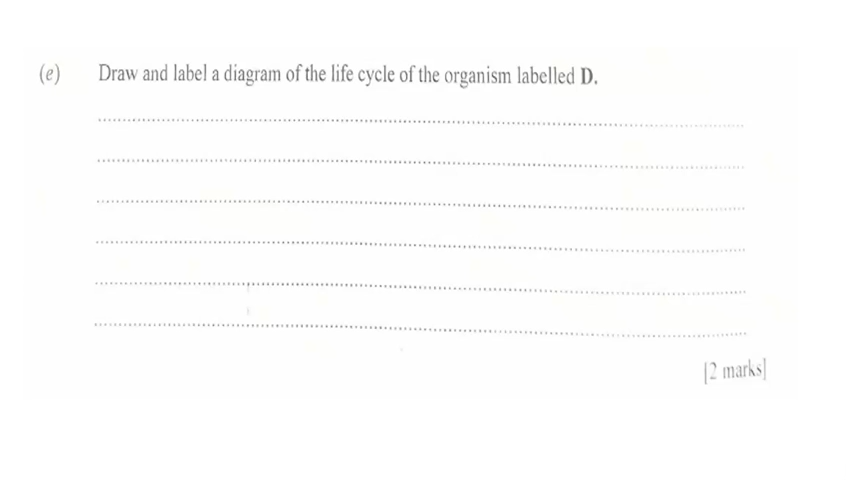 (e) Draw and label a diagram of the life cycle of the organism labelled D.
[2 marks]